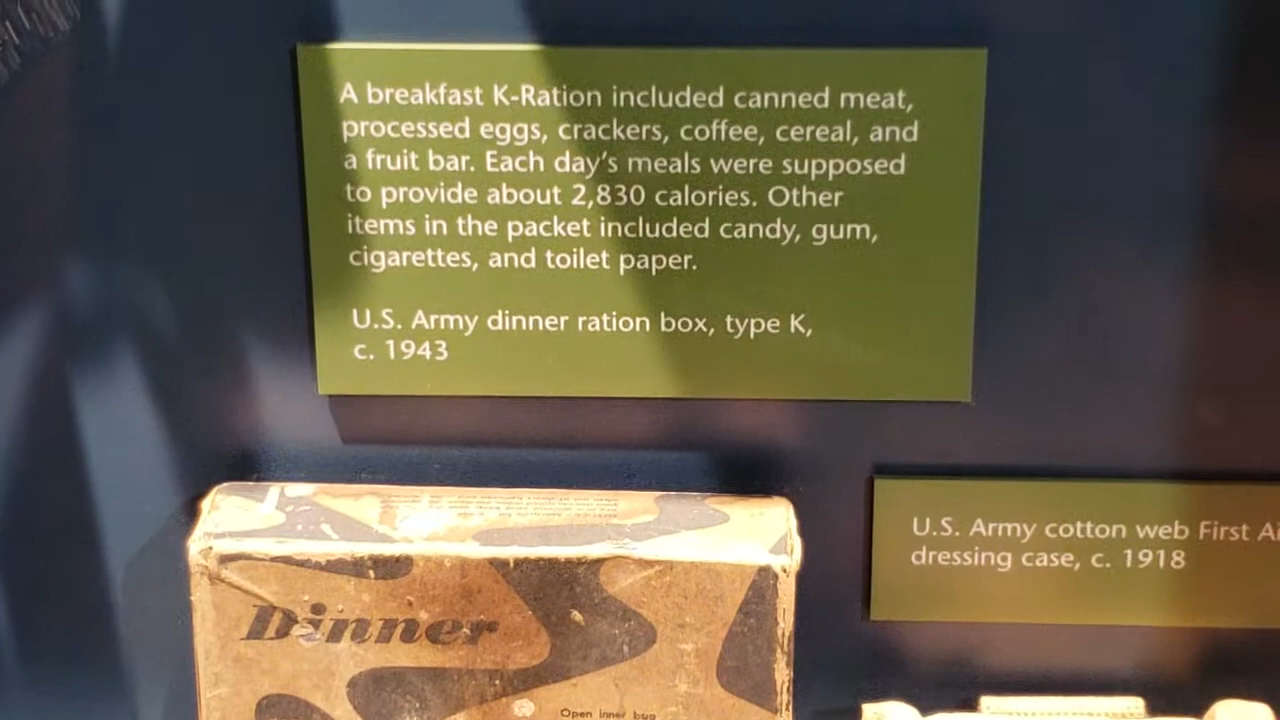 A breakfast K-Ration included canned meat,
processed eggs, crackers, coffee, cereal, and
a fruit bar. Each day's meals were supposed
to provide about 2,830 calories. Other
items in the packet included candy, gum,
cigarettes, and toilet paper.
U.S. Army dinner ration box, type K,
c. 1943
U.S. Army cotton web First Ai
dressing case, c. 1918
Dinner
Open inner bag